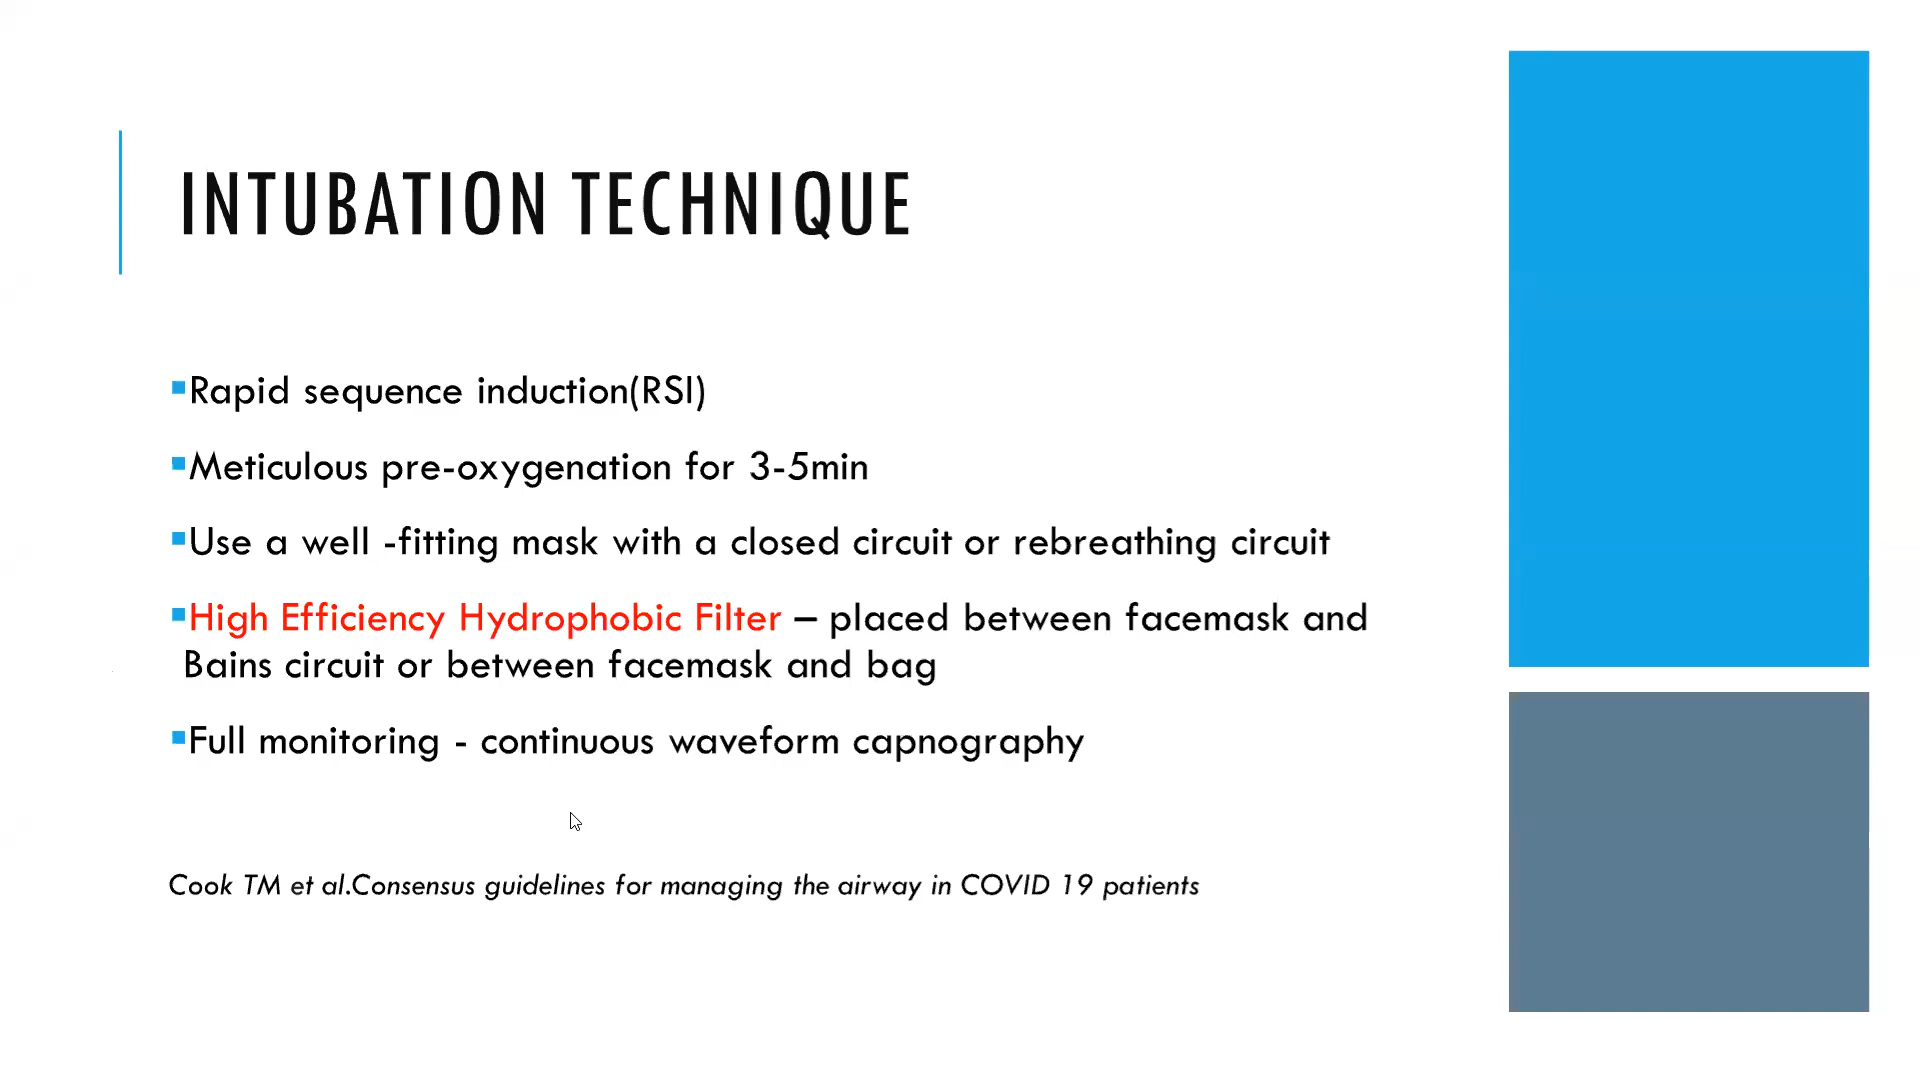 INTUBATION TECHNIQUE
▪Rapid sequence induction(RSI)
▪Meticulous pre-oxygenation for 3-5min
▪Use a well -fitting mask with a closed circuit or rebreathing circuit
▪High Efficiency Hydrophobic Filter – placed between facemask and
Bains circuit or between facemask and bag
▪Full monitoring - continuous waveform capnography
Cook TM et al.Consensus guidelines for managing the airway in COVID 19 patients